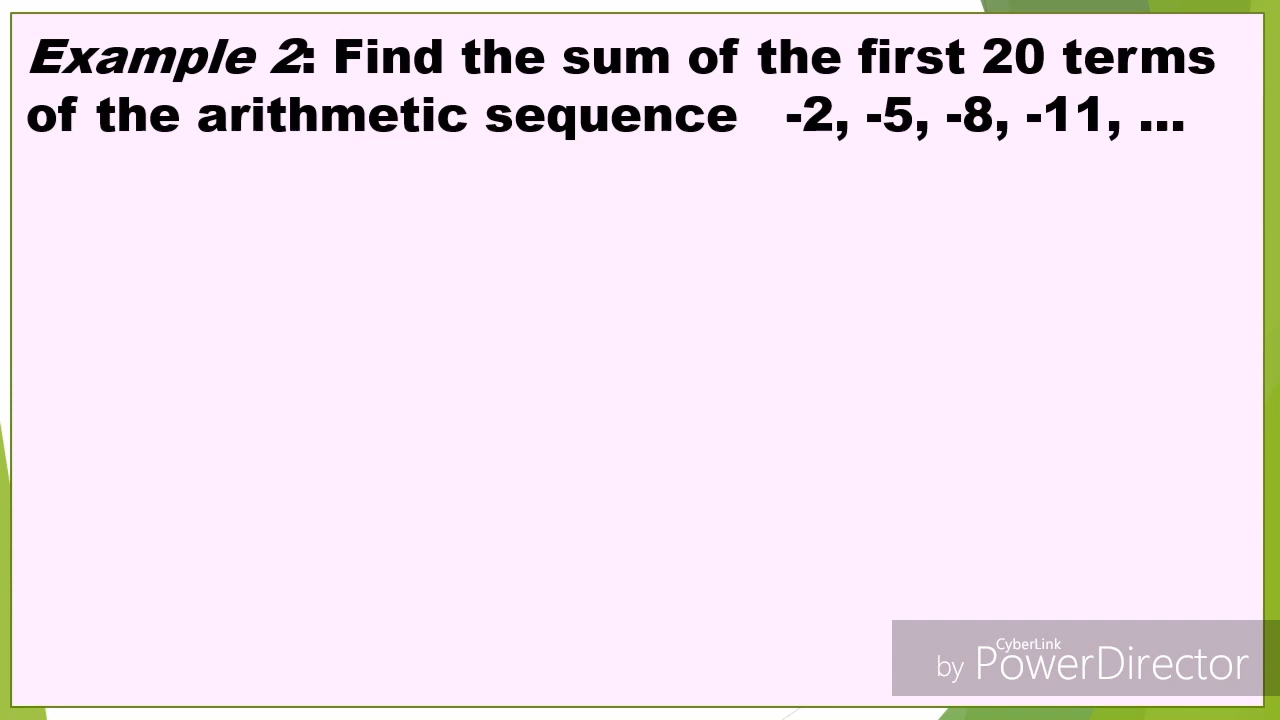 Example 2: Find the sum of the first 20 terms
of the arithmetic sequence -2, -5, -8, -11, ...
CyberLink
by PowerDirector